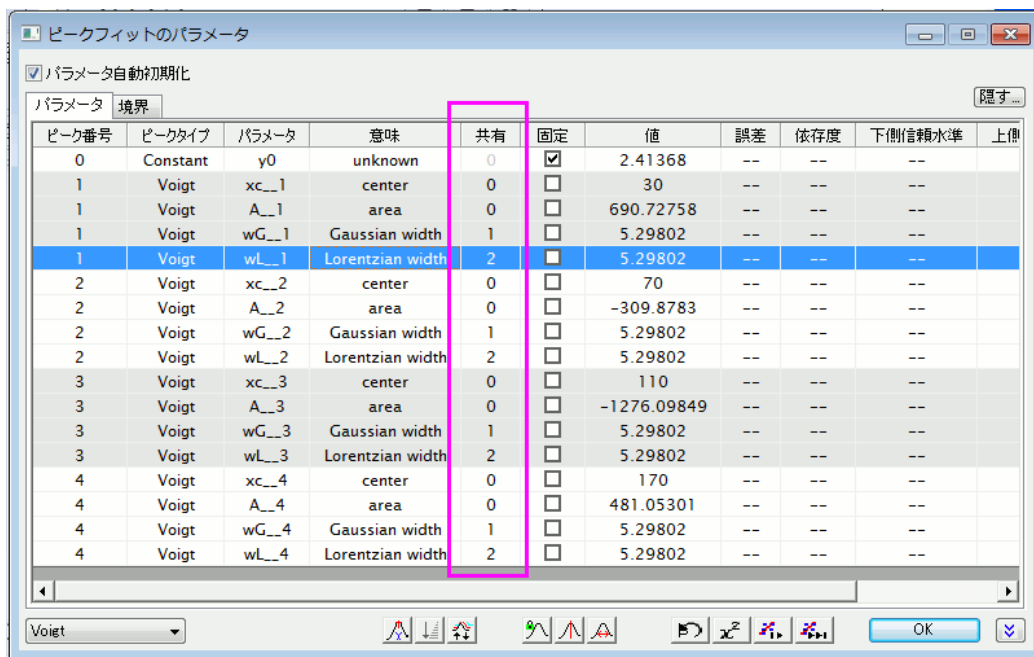 ピークフィットのパラメータ
パラメータ自動初期化
隠す...
パラメータ 境界
ピーク番号 ピークタイプ パラメータ 意味 共有 固定 値 誤差 依存度 下側信頼水準 上側
0 Constant y0 unknown 0 2.41368 -- -- --
1 Voigt xc__1 center 0 30 -- -- --
1 Voigt A__1 area 0 690.72758 -- -- --
1 Voigt wG__1 Gaussian width 1 5.29802 -- -- --
1 Voigt wL__1 Lorentzian width 2 5.29802 -- -- --
2 Voigt xc__2 center 0 70 -- -- --
2 Voigt A__2 area 0 -309.8783 -- -- --
2 Voigt wG__2 Gaussian width 1 5.29802 -- -- --
2 Voigt wL__2 Lorentzian width 2 5.29802 -- -- --
3 Voigt xc__3 center 0 110 -- -- --
3 Voigt A__3 area 0 -1276.09849 -- -- --
3 Voigt wG__3 Gaussian width 1 5.29802 -- -- --
3 Voigt wL__3 Lorentzian width 2 5.29802 -- -- --
4 Voigt xc__4 center 0 170 -- -- --
4 Voigt A__4 area 0 481.05301 -- -- --
4 Voigt wG__4 Gaussian width 1 5.29802 -- -- --
4 Voigt wL__4 Lorentzian width 2 5.29802 -- -- --
Voigt OK